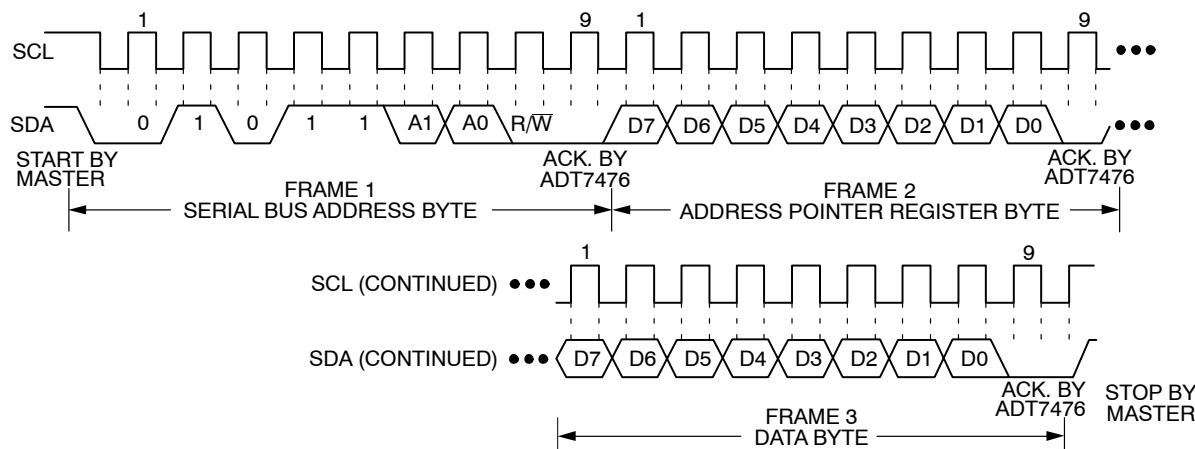 1 9 1 9
SCL
SDA 0 1 0 1 1 A1 A0 R/W̅ D7 D6 D5 D4 D3 D2 D1 D0
START BY
MASTER
ACK. BY
ADT7476
ACK. BY
ADT7476
FRAME 1
SERIAL BUS ADDRESS BYTE
FRAME 2
ADDRESS POINTER REGISTER BYTE
1 9
SCL (CONTINUED)
SDA (CONTINUED) D7 D6 D5 D4 D3 D2 D1 D0
ACK. BY
ADT7476
STOP BY
MASTER
FRAME 3
DATA BYTE